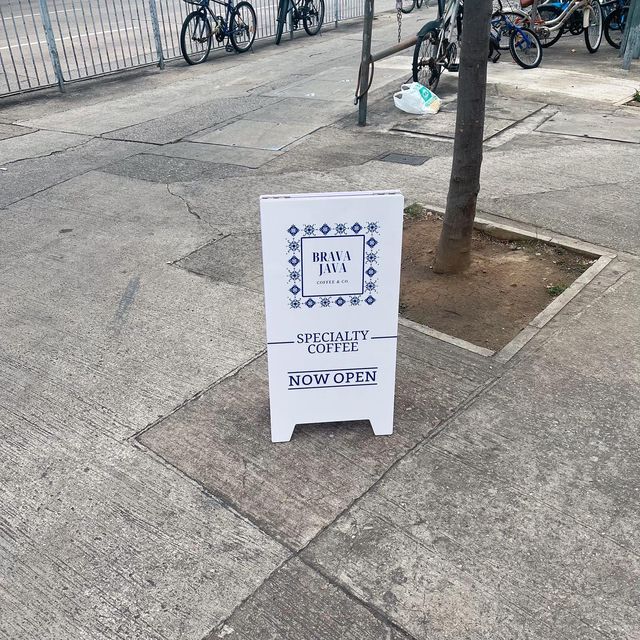 BRAVA
JAVA
COFFEE & CO
SPECIALTY
COFFEE
NOW OPEN